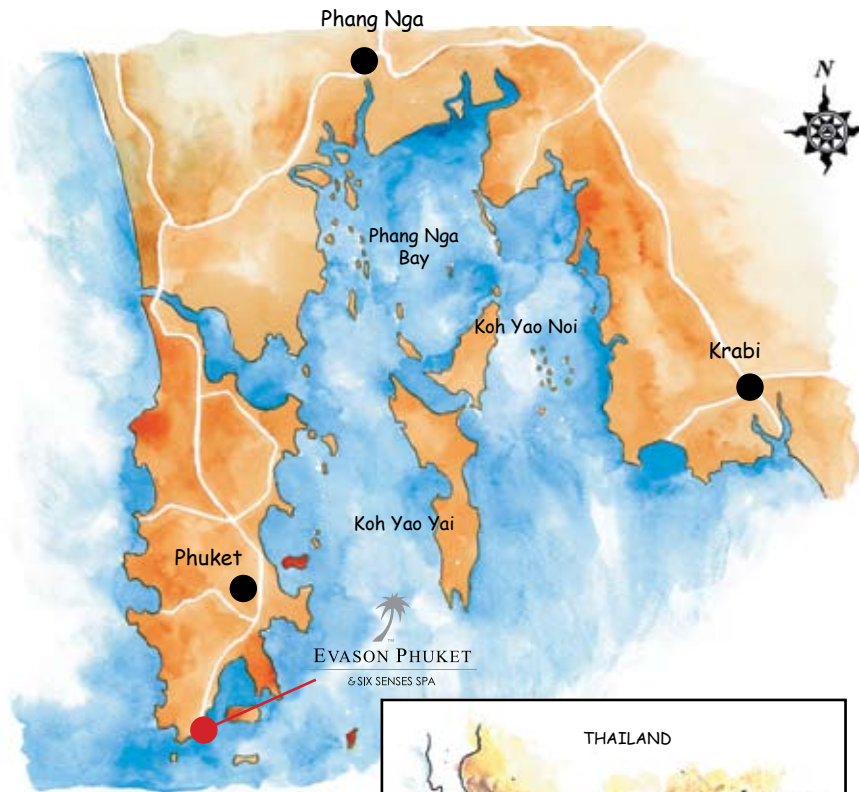 Phang Nga
N
Phang Nga
Bay
Koh Yao Noi
Krabi
Koh Yao Yai
Phuket
EVASON PHUKET
& SIX SENSES SPA
THAILAND